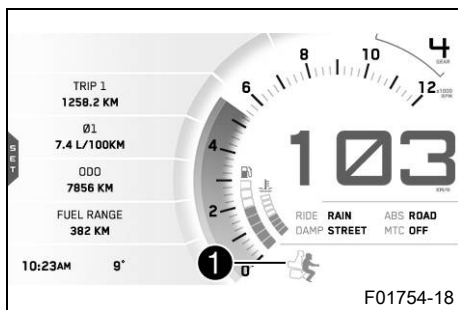 TRIP 1
1258.2 KM
Ø1
7.4 L/100KM
ODO
7856 KM
FUEL RANGE
382 KM
10:23AM 9°
SET
0
2
4
6
8
10
12
x1000
RPM
4
GEAR
103
KM/H
RIDE RAIN ABS ROAD
DAMP STREET MTC OFF
1
F01754-18